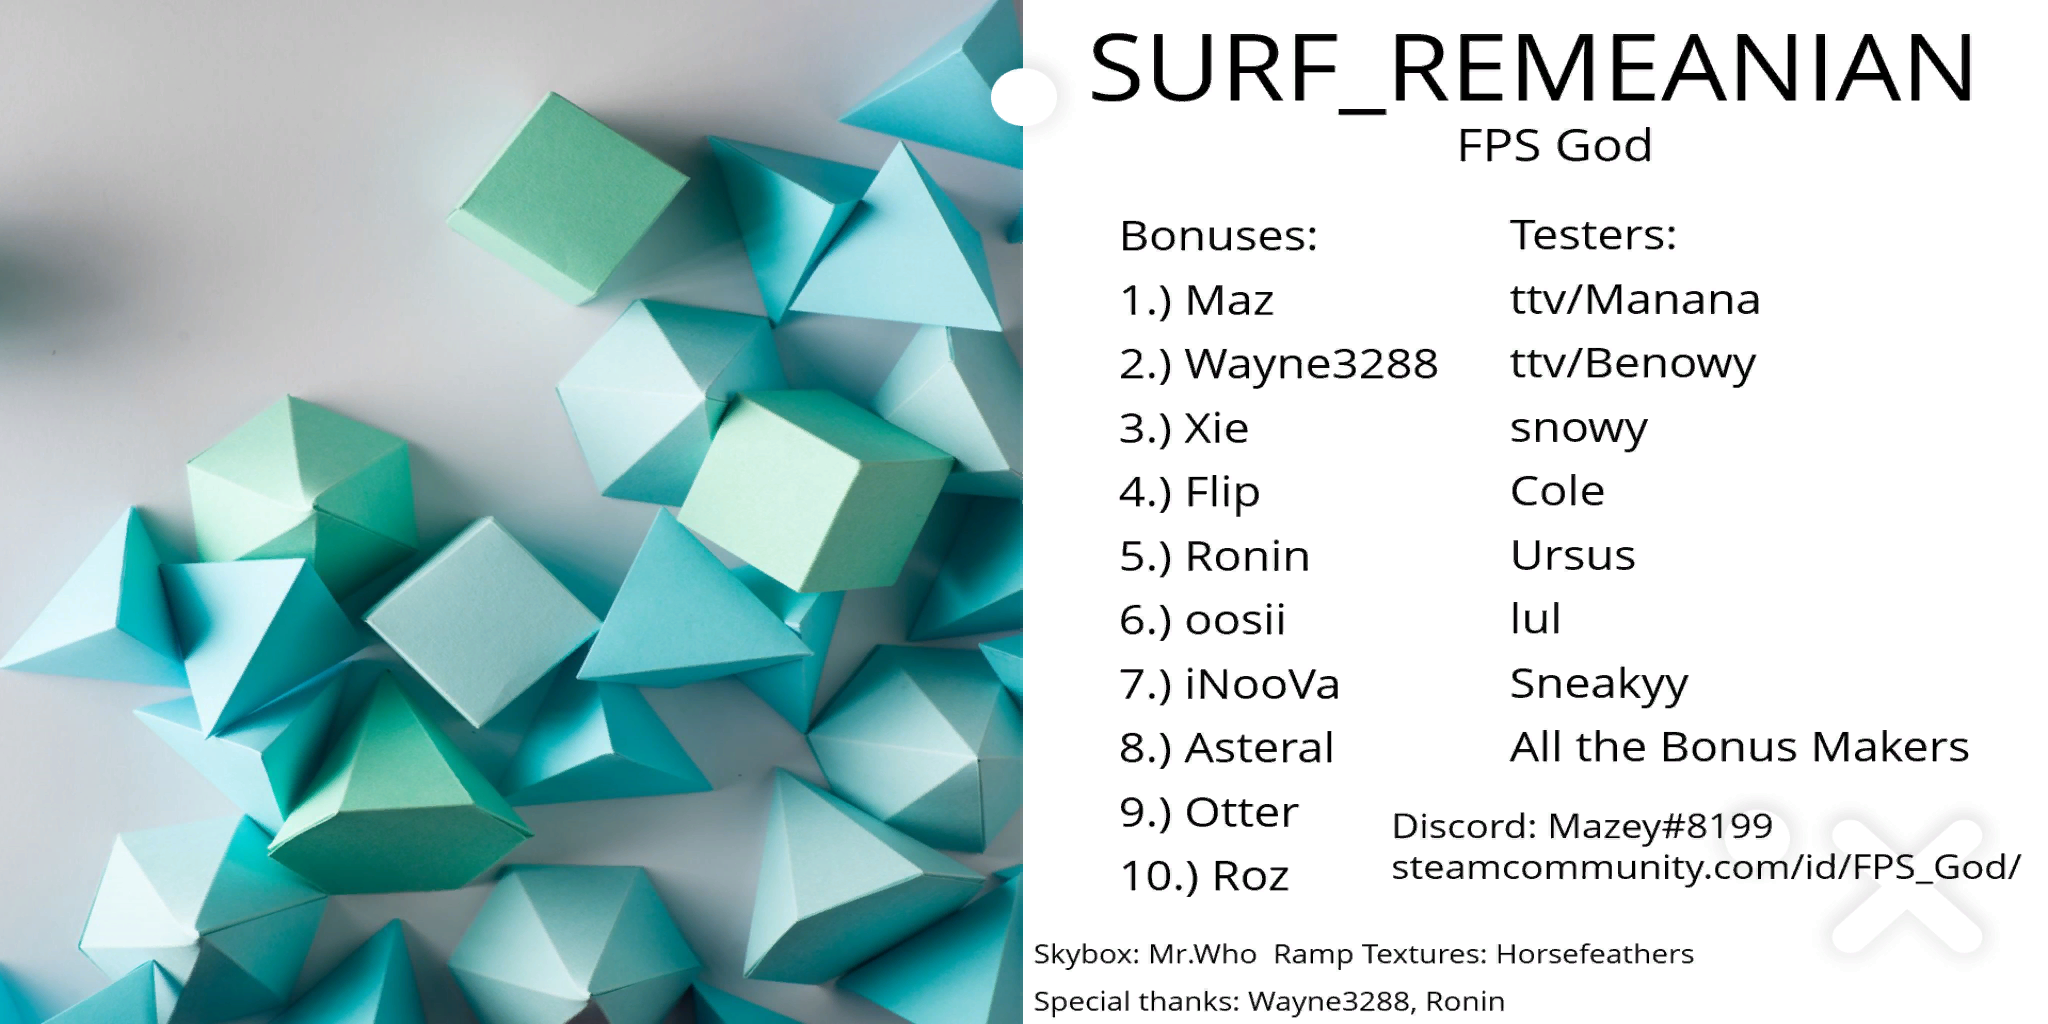 SURF_REMEANIAN
FPS God
Bonuses:
1.) Maz
2.) Wayne3288
3.) Xie
4.) Flip
5.) Ronin
6.) oosii
7.) iNooVa
8.) Asteral
9.) Otter
10.) Roz
Testers:
ttv/Manana
ttv/Benowy
snowy
Cole
Ursus
lul
Sneakyy
All the Bonus Makers
Discord: Mazey#8199
steamcommunity.com/id/FPS_God/
Skybox: Mr.Who  Ramp Textures: Horsefeathers
Special thanks: Wayne3288, Ronin